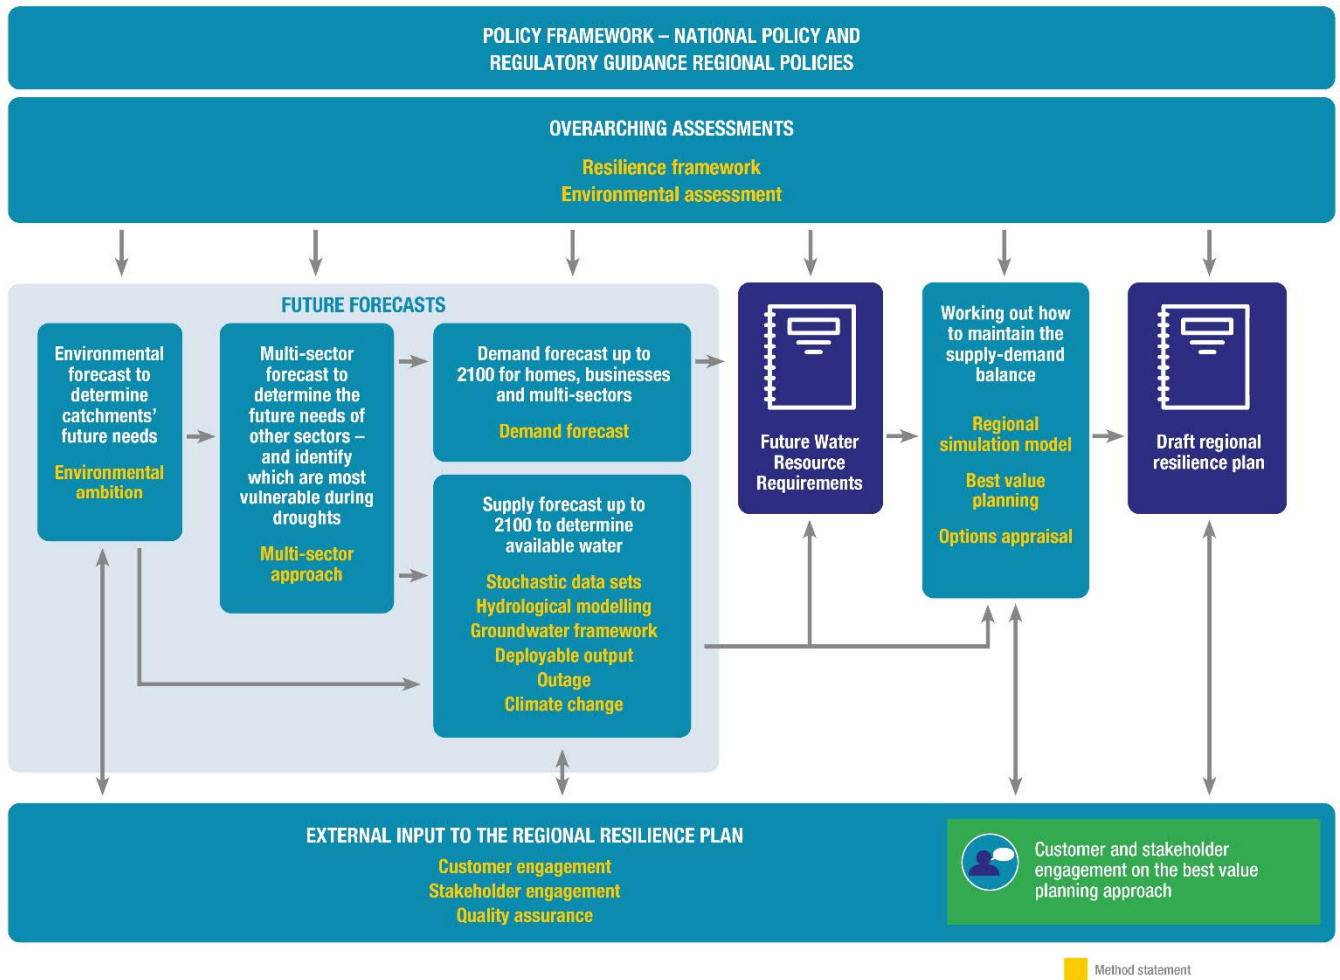 POLICY FRAMEWORK – NATIONAL POLICY AND
REGULATORY GUIDANCE REGIONAL POLICIES
OVERARCHING ASSESSMENTS
Resilience framework
Environmental assessment
FUTURE FORECASTS
Environmental
forecast to
determine
catchments’
future needs
Environmental
ambition
Multi-sector
forecast to
determine the
future needs of
other sectors –
and identify
which are most
vulnerable during
droughts
Multi-sector
approach
Demand forecast up to
2100 for homes, businesses
and multi-sectors
Demand forecast
Supply forecast up to
2100 to determine
available water
Stochastic data sets
Hydrological modelling
Groundwater framework
Deployable output
Outage
Climate change
Future Water
Resource
Requirements
Working out how
to maintain the
supply-demand
balance
Regional
simulation model
Best value
planning
Options appraisal
Draft regional
resilience plan
EXTERNAL INPUT TO THE REGIONAL RESILIENCE PLAN
Customer engagement
Stakeholder engagement
Quality assurance
Customer and stakeholder
engagement on the best value
planning approach
Method statement